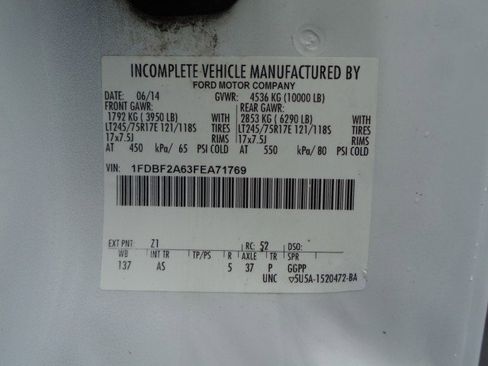 INCOMPLETE VEHICLE MANUFACTURED BY
FORD MOTOR COMPANY
DATE: 06/14 GVWR: 4536 KG (10000 LB)
FRONT GAWR: REAR GAWR:
1792 KG ( 3950 LB) WITH 2853 KG ( 6290 LB) WITH
LT245/75R17E 121/118S TIRES LT245/75R17E 121/118S TIRES
17x7.5J RIMS 17x7.5J RIMS
AT 450 kPa/ 65 PSI COLD AT 550 kPa/ 80 PSI COLD
VIN: 1FDBF2A63FEA71769
EXT PNT: Z1 RC: 52 DSO:
WB INT TR TP/PS R AXLE TR SPR
137 AS 5 37 P GGPP
UNC ▽5U5A-1520472-BA